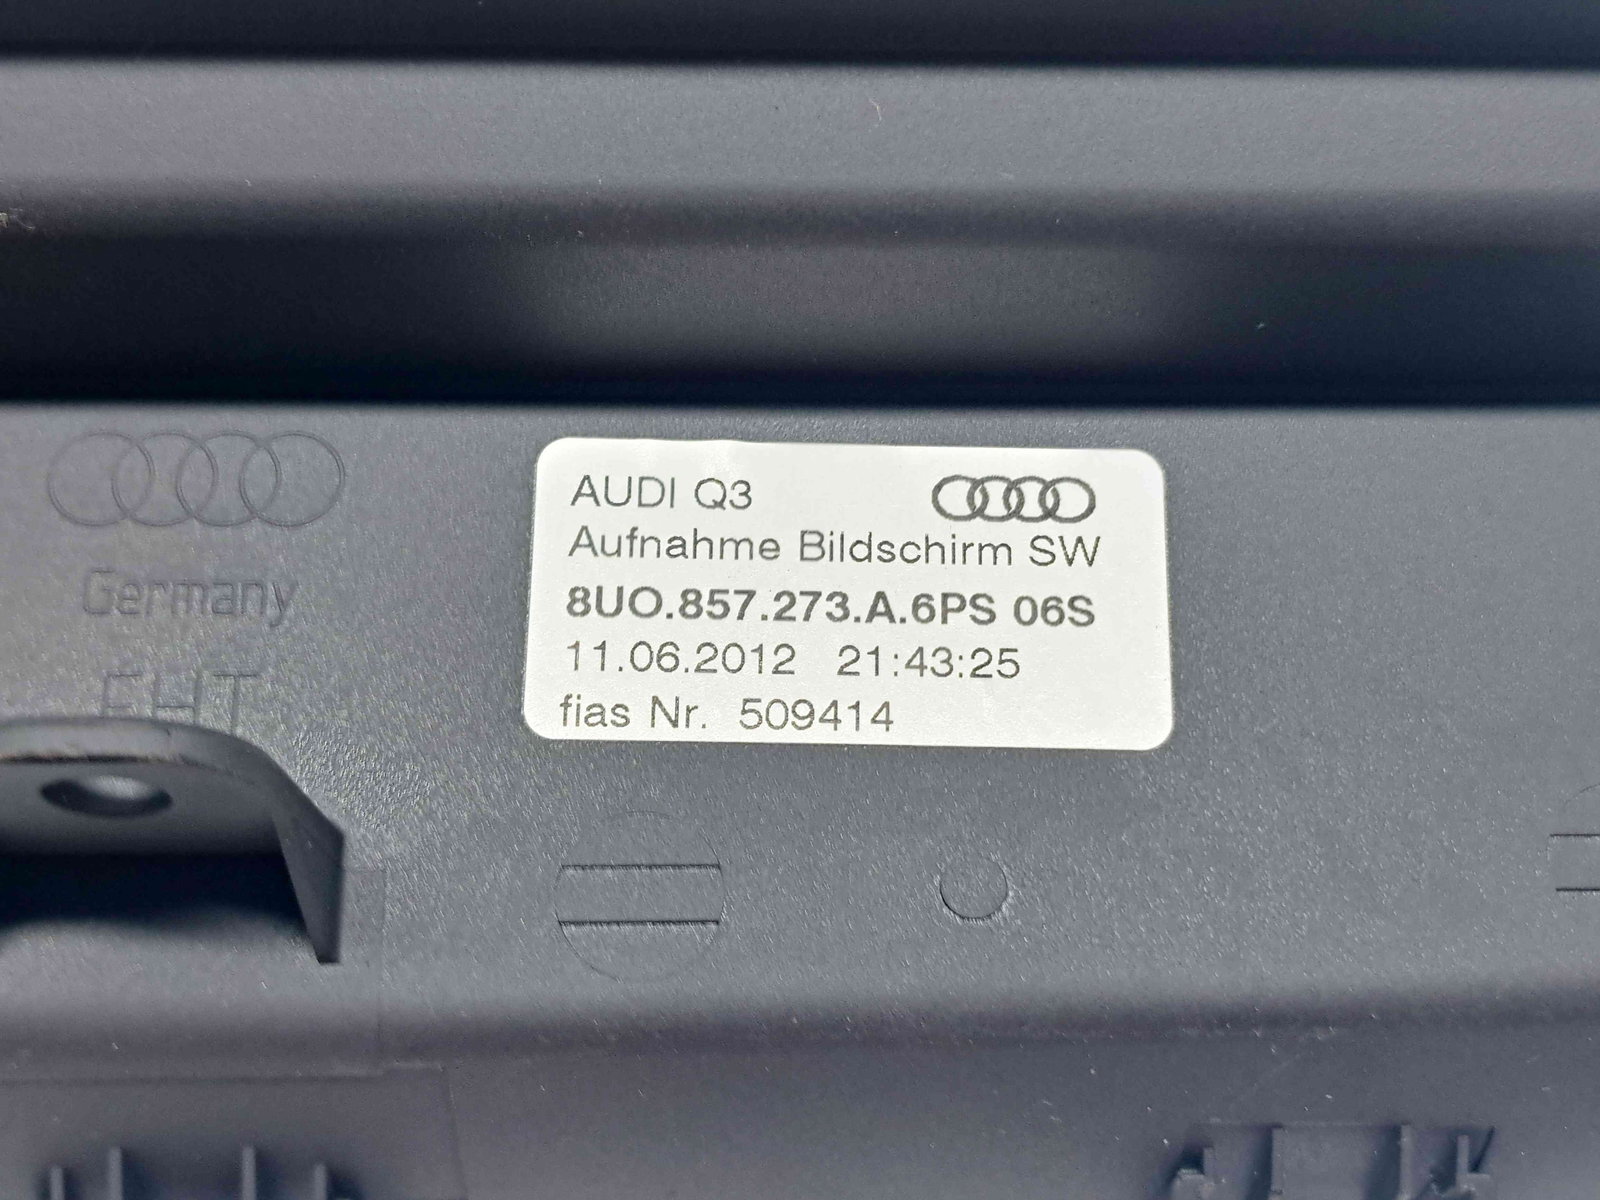 AUDI Q3
Aufnahme Bildschirm SW
8UO.857.273.A.6PS 06S
11.06.2012 21:43:25
fias Nr. 509414
Germany
EHT